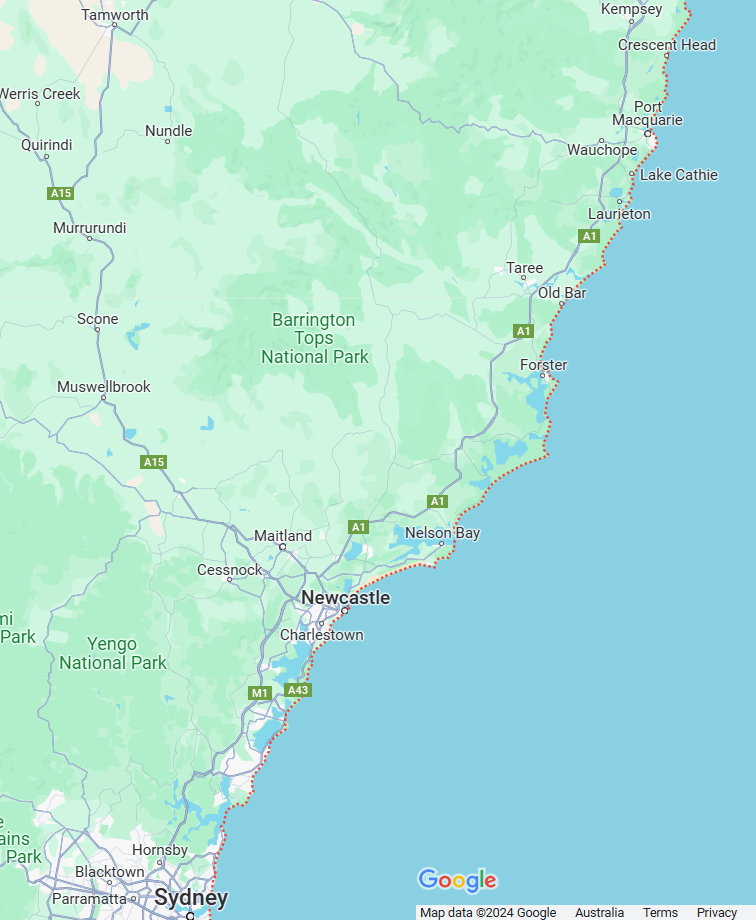 Tamworth
Kempsey
Crescent Head
Werris Creek
Port
Macquarie
Nundle
Quirindi
Wauchope
Lake Cathie
A15
Laurieton
Murrurundi
A1
Taree
Old Bar
Scone
Barrington
Tops
National Park
A1
Forster
Muswellbrook
A15
A1
A1
Maitland
Nelson Bay
Cessnock
Newcastle
mi
Park
Charlestown
Yengo
National Park
M1
A43
e
ains
Park
Hornsby
Blacktown
Parramatta
Sydney
Google
Map data ©2024 Google
Australia
Terms
Privacy